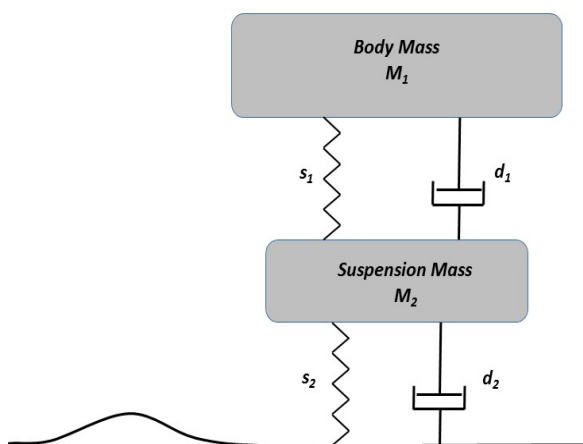 Body Mass
M₁
s₁
d₁
Suspension Mass
M₂
s₂
d₂